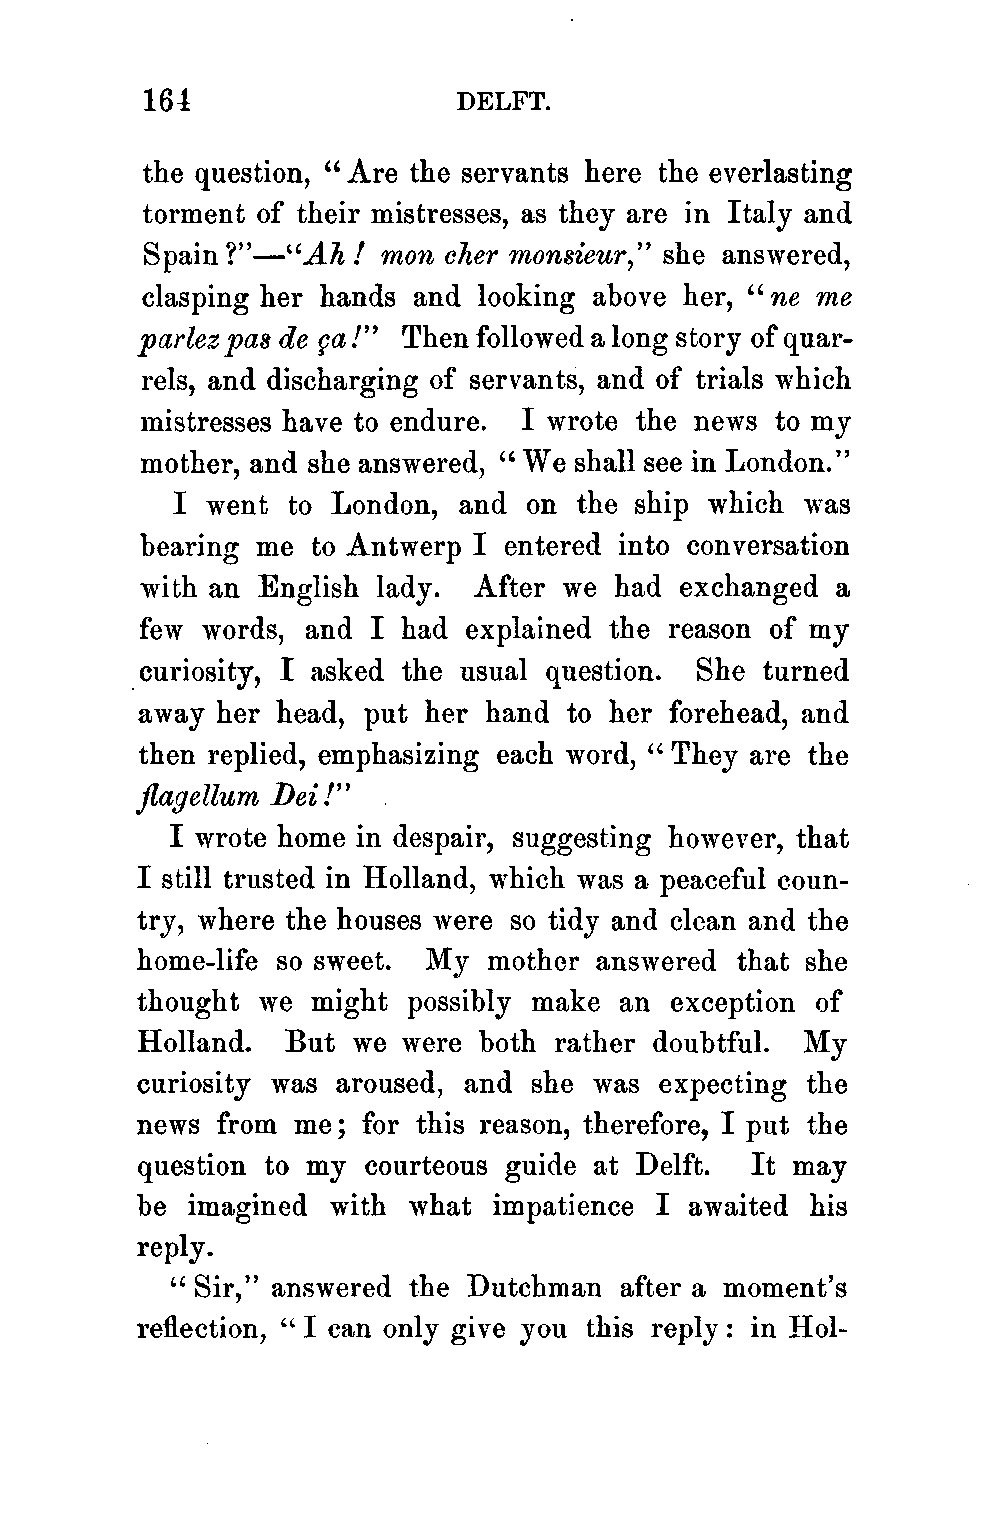 164 DELFT.
the question, “Are the servants here the everlasting
torment of their mistresses, as they are in Italy and
Spain?”—“Ah! mon cher monsieur,” she answered,
clasping her hands and looking above her, “ne me
parlez pas de ça!” Then followed a long story of quar-
rels, and discharging of servants, and of trials which
mistresses have to endure. I wrote the news to my
mother, and she answered, “We shall see in London.”
I went to London, and on the ship which was
bearing me to Antwerp I entered into conversation
with an English lady. After we had exchanged a
few words, and I had explained the reason of my
curiosity, I asked the usual question. She turned
away her head, put her hand to her forehead, and
then replied, emphasizing each word, “They are the
flagellum Dei!”
I wrote home in despair, suggesting however, that
I still trusted in Holland, which was a peaceful coun-
try, where the houses were so tidy and clean and the
home-life so sweet. My mother answered that she
thought we might possibly make an exception of
Holland. But we were both rather doubtful. My
curiosity was aroused, and she was expecting the
news from me; for this reason, therefore, I put the
question to my courteous guide at Delft. It may
be imagined with what impatience I awaited his
reply.
“Sir,” answered the Dutchman after a moment’s
reflection, “I can only give you this reply: in Hol-